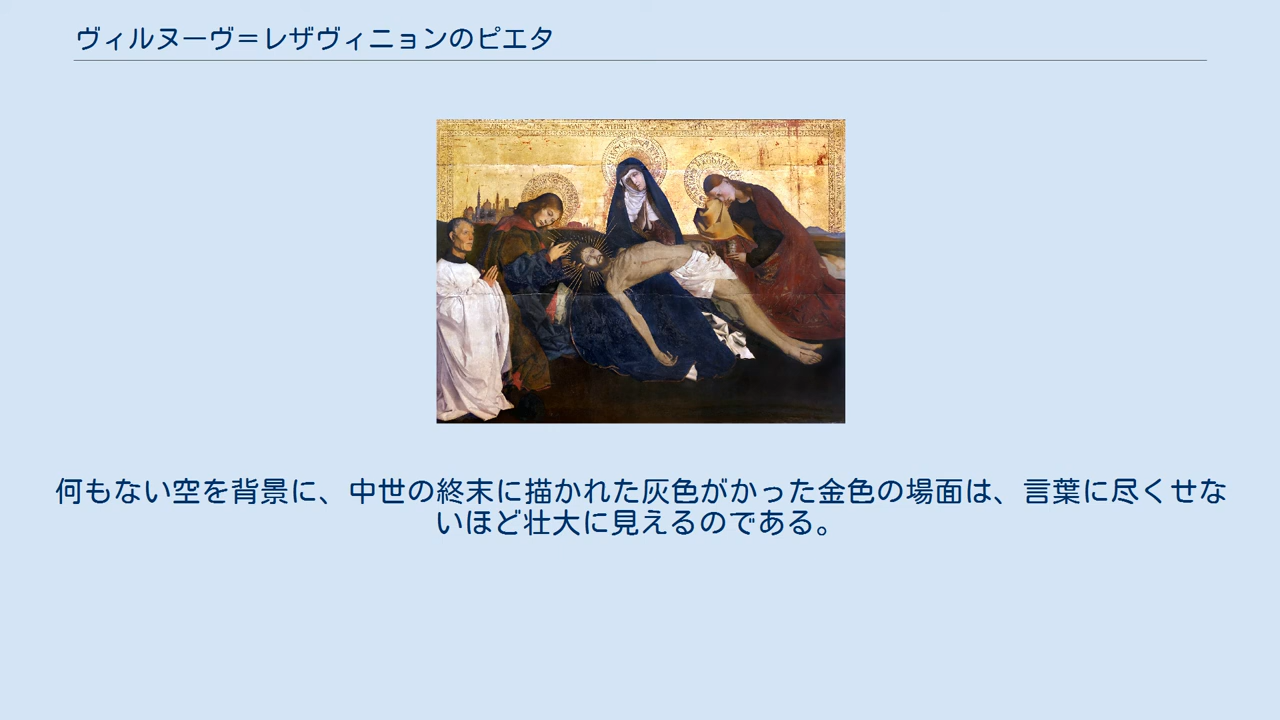 ヴィルヌーヴ＝レザヴィニョンのピエタ
何もない空を背景に、中世の終末に描かれた灰色がかった金色の場面は、言葉に尽くせな
いほど壮大に見えるのである。